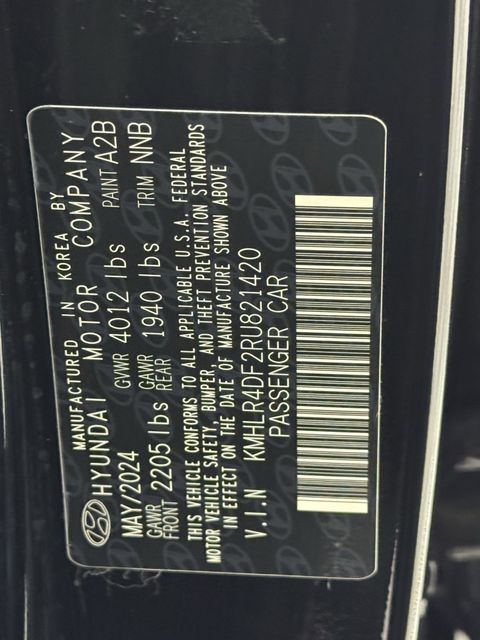 MANUFACTURED IN KOREA BY
HYUNDAI MOTOR COMPANY
MAY/2024 GVWR 4012 lbs PAINT A2B
GAWR FRONT 2205 lbs GAWR REAR 1940 lbs TRIM NNB
THIS VEHICLE CONFORMS TO ALL APPLICABLE U.S.A. FEDERAL
MOTOR VEHICLE SAFETY, BUMPER, AND THEFT PREVENTION STANDARDS
IN EFFECT ON THE DATE OF MANUFACTURE SHOWN ABOVE
V.I.N KMHLR4DF2RU821420
PASSENGER CAR